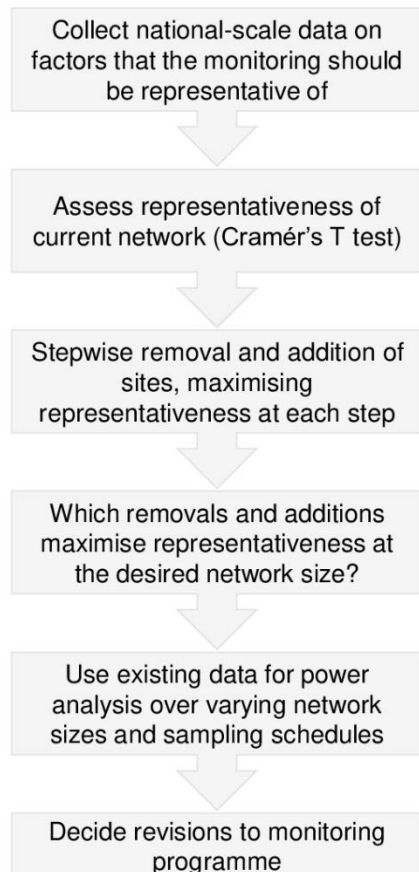 Collect national-scale data on
factors that the monitoring should
be representative of
Assess representativeness of
current network (Cramér's T test)
Stepwise removal and addition of
sites, maximising
representativeness at each step
Which removals and additions
maximise representativeness at
the desired network size?
Use existing data for power
analysis over varying network
sizes and sampling schedules
Decide revisions to monitoring
programme